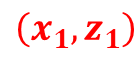 (x₁, z₁)